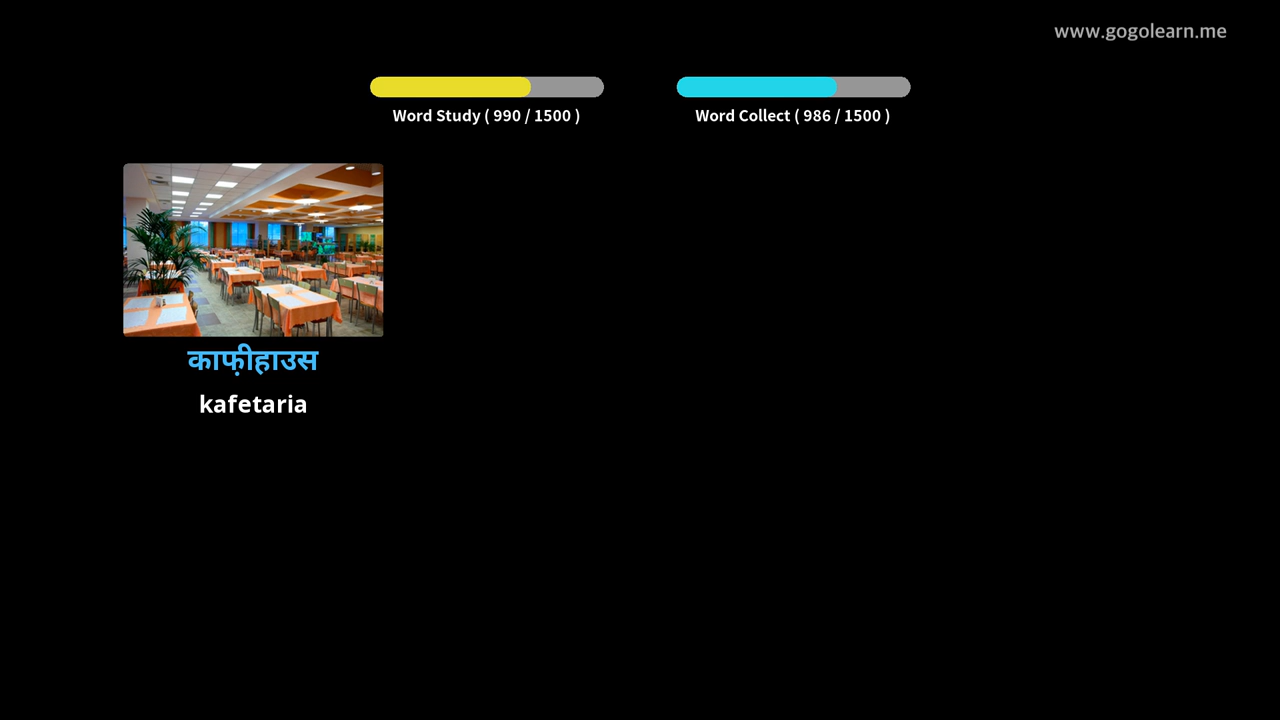 www.gogolearn.me
Word Study ( 990 / 1500 )
Word Collect ( 986 / 1500 )
काफ़ीहाउस
kafetaria